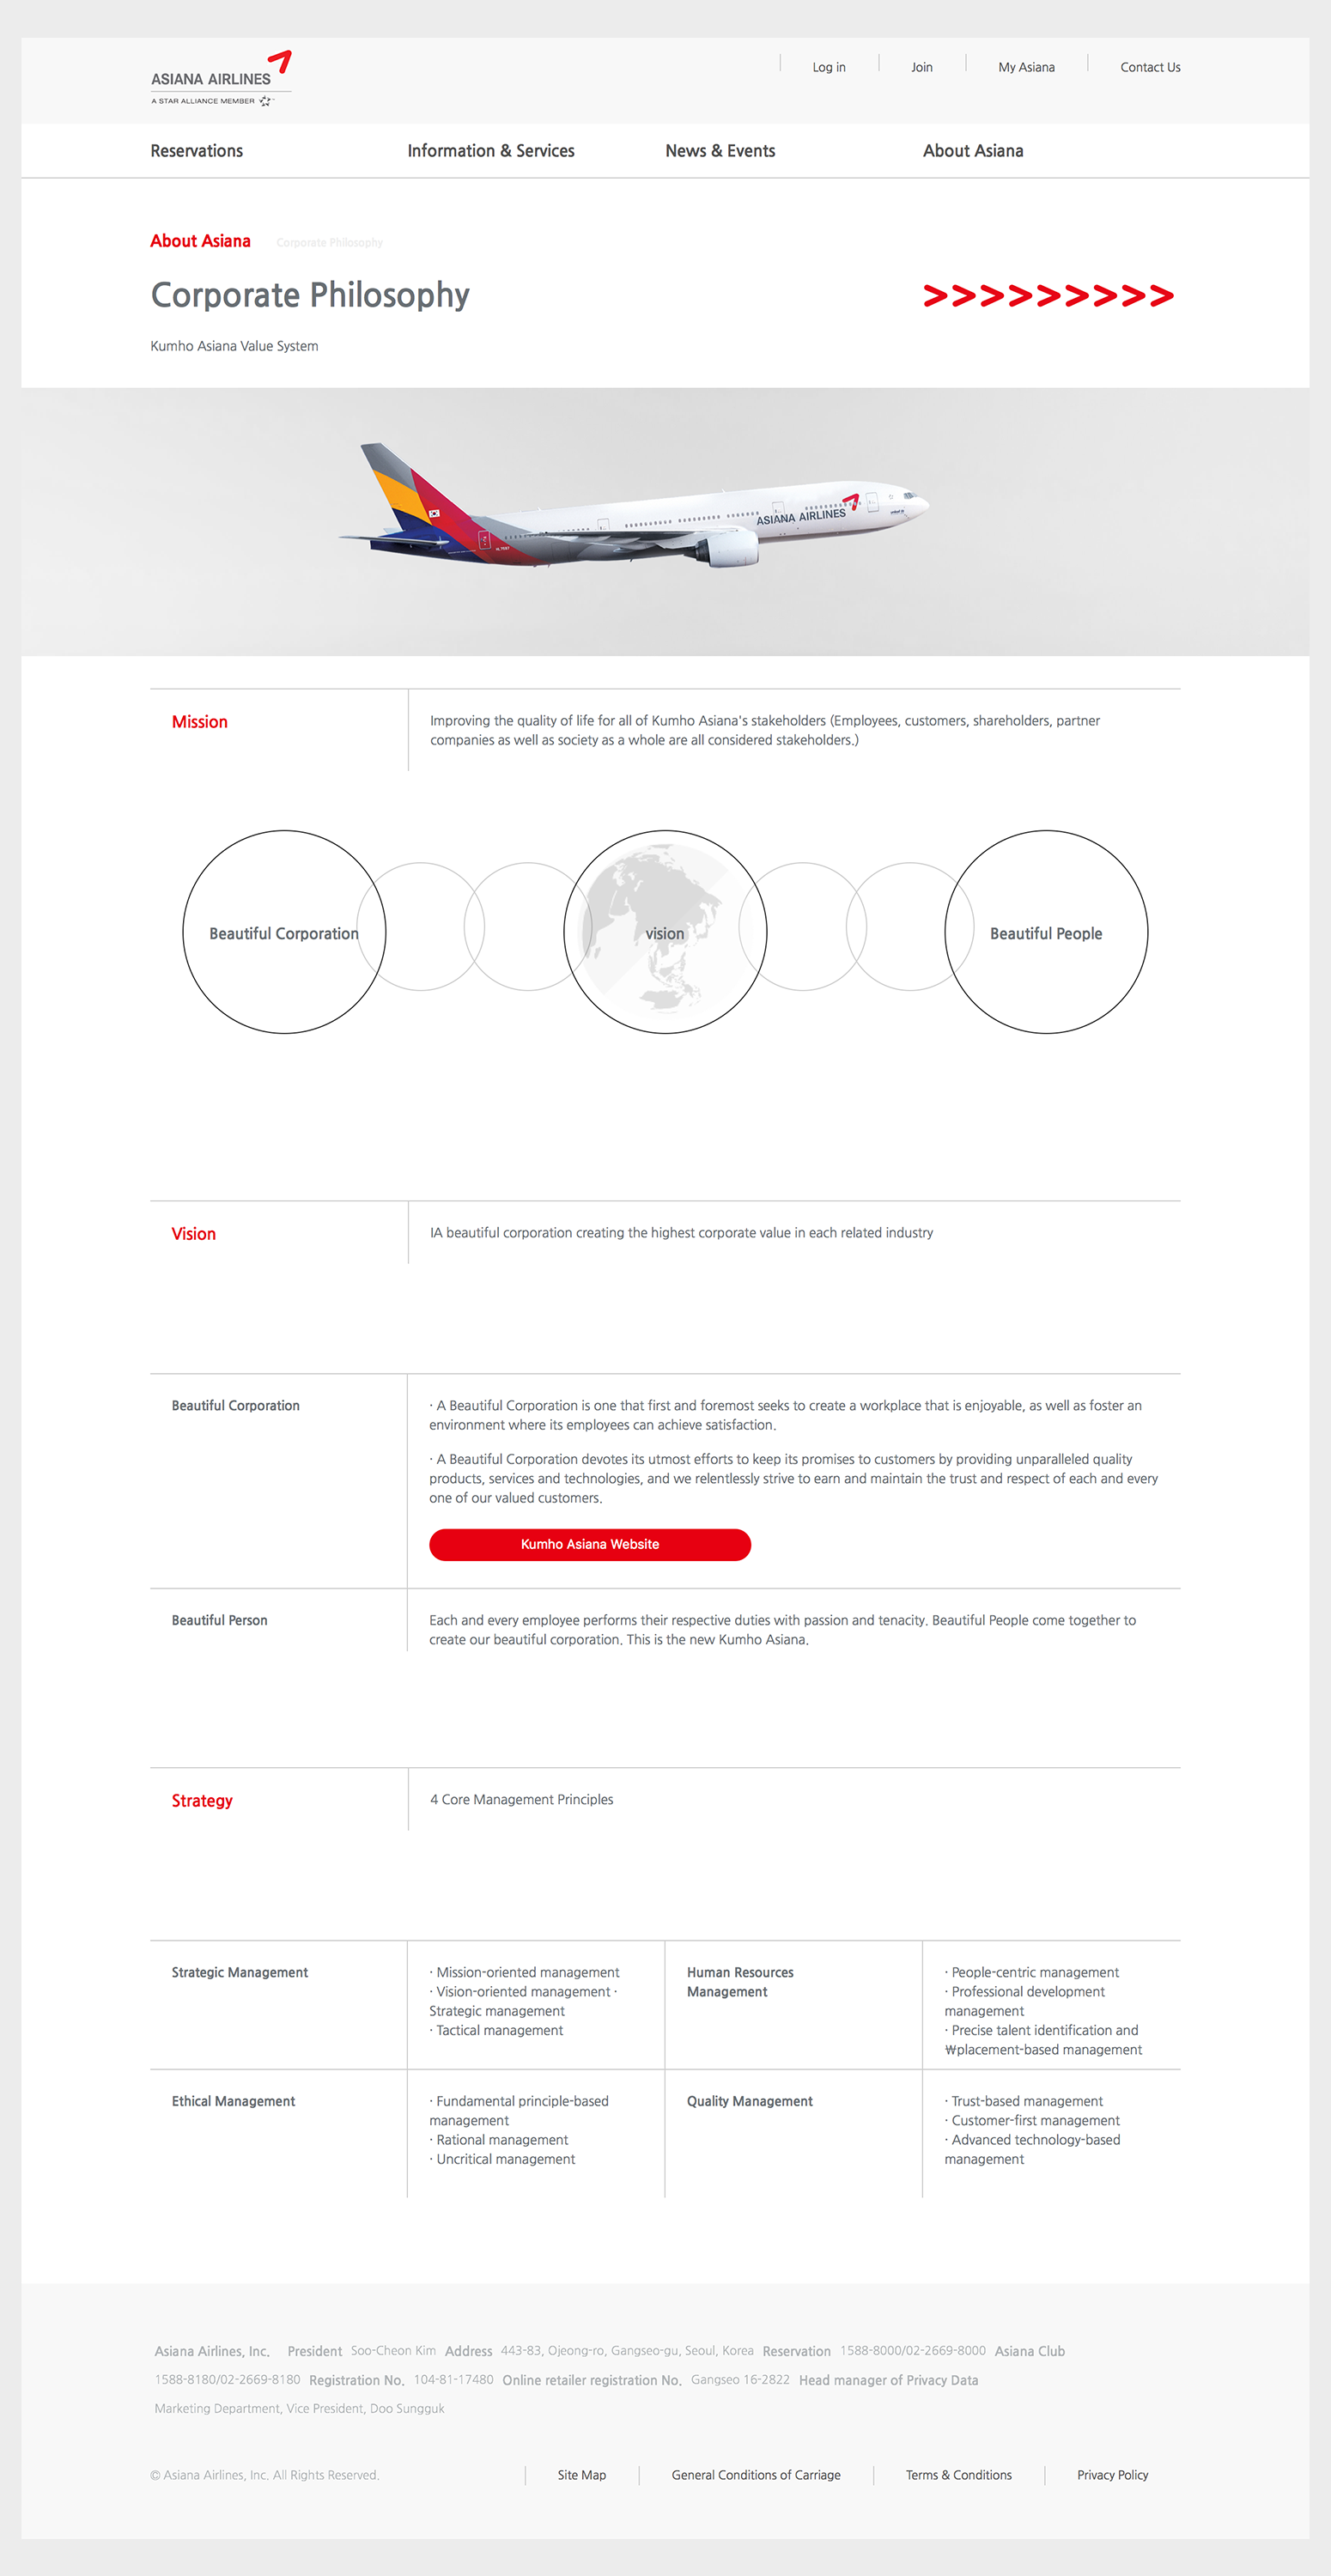 ASIANA AIRLINES
A STAR ALLIANCE MEMBER
Log in
Join
My Asiana
Contact Us
Reservations
Information & Services
News & Events
About Asiana
About Asiana
Corporate Philosophy
Corporate Philosophy
>>>>>>>>>
Kumho Asiana Value System
ASIANA AIRLINES
Mission
Improving the quality of life for all of Kumho Asiana's stakeholders (Employees, customers, shareholders, partner
companies as well as society as a whole are all considered stakeholders.)
Beautiful Corporation
vision
Beautiful People
Vision
IA beautiful corporation creating the highest corporate value in each related industry
Beautiful Corporation
· A Beautiful Corporation is one that first and foremost seeks to create a workplace that is enjoyable, as well as foster an
environment where its employees can achieve satisfaction.
· A Beautiful Corporation devotes its utmost efforts to keep its promises to customers by providing unparalleled quality
products, services and technologies, and we relentlessly strive to earn and maintain the trust and respect of each and every
one of our valued customers.
Kumho Asiana Website
Beautiful Person
Each and every employee performs their respective duties with passion and tenacity. Beautiful People come together to
create our beautiful corporation. This is the new Kumho Asiana.
Strategy
4 Core Management Principles
Strategic Management
· Mission-oriented management
· Vision-oriented management ·
Strategic management
· Tactical management
Human Resources
Management
· People-centric management
· Professional development
management
· Precise talent identification and
₩placement-based management
Ethical Management
· Fundamental principle-based
management
· Rational management
· Uncritical management
Quality Management
· Trust-based management
· Customer-first management
· Advanced technology-based
management
Asiana Airlines, Inc. President Soo-Cheon Kim Address 443-83, Ojeong-ro, Gangseo-gu, Seoul, Korea Reservation 1588-8000/02-2669-8000 Asiana Club
1588-8180/02-2669-8180 Registration No. 104-81-17480 Online retailer registration No. Gangseo 16-2822 Head manager of Privacy Data
Marketing Department, Vice President, Doo Sungguk
© Asiana Airlines, Inc. All Rights Reserved.
Site Map
General Conditions of Carriage
Terms & Conditions
Privacy Policy